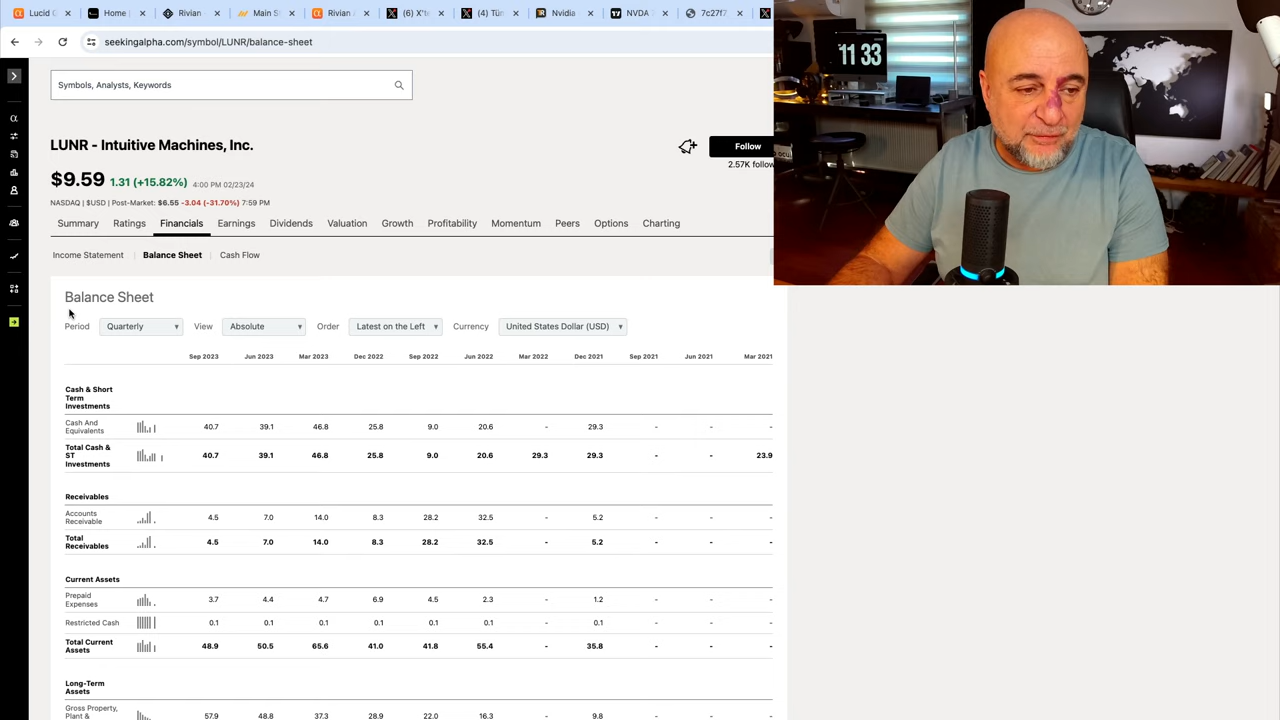 Lucid G
Home
Rivian
Main S
Rivian
(6) X'te
(4) Tür
Nvidia
NVDA
7c2f
seekingalpha.com/symbol/LUNR/balance-sheet
11 33
Symbols, Analysts, Keywords
LUNR - Intuitive Machines, Inc.
Follow
2.57K follow
$9.59 1.31 (+15.82%) 4:00 PM 02/23/24
NASDAQ | $USD | Post-Market: $6.55 -3.04 (-31.70%) 7:59 PM
Summary Ratings Financials Earnings Dividends Valuation Growth Profitability Momentum Peers Options Charting
Income Statement Balance Sheet Cash Flow
Balance Sheet
Period Quarterly View Absolute Order Latest on the Left Currency United States Dollar (USD)
Sep 2023 Jun 2023 Mar 2023 Dec 2022 Sep 2022 Jun 2022 Mar 2022 Dec 2021 Sep 2021 Jun 2021 Mar 2021
Cash & Short
Term
Investments
Cash And
Equivalents
40.7 39.1 46.8 25.8 9.0 20.6 - 29.3 - - -
Total Cash &
ST
Investments
40.7 39.1 46.8 25.8 9.0 20.6 29.3 29.3 - - 23.9
Receivables
Accounts
Receivable
4.5 7.0 14.0 8.3 28.2 32.5 - 5.2 - - -
Total
Receivables
4.5 7.0 14.0 8.3 28.2 32.5 - 5.2 - - -
Current Assets
Prepaid
Expenses
3.7 4.4 4.7 6.9 4.5 2.3 - 1.2 - - -
Restricted Cash 0.1 0.1 0.1 0.1 0.1 0.1 - 0.1 - - -
Total Current
Assets
48.9 50.5 65.6 41.0 41.8 55.4 - 35.8 - - -
Long-Term
Assets
Gross Property,
Plant &
57.9 48.8 37.3 28.9 22.0 16.3 - 9.8 - - -